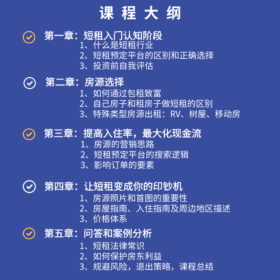 课程大纲
第一章：短租入门认知阶段
1、什么是短租行业
2、短租预定平台的区别和正确选择
3、投资前自我评估
第二章：房源选择
1、如何通过包租致富
2、自己房子和租房子做短租的区别
3、特殊类型房源出租：RV、树屋、移动房
第三章：提高入住率，最大化现金流
1、房源的营销思路
2、短租预定平台的搜索逻辑
3、影响订单的要素
第四章：让短租变成你的印钞机
1、房源照片和首图的重要性
2、房屋指南、入住指南及周边地区描述
3、价格体系
第五章：问答和案例分析
1、短租法律常识
2、如何保护房东利益
3、规避风险，退出策略，课程总结